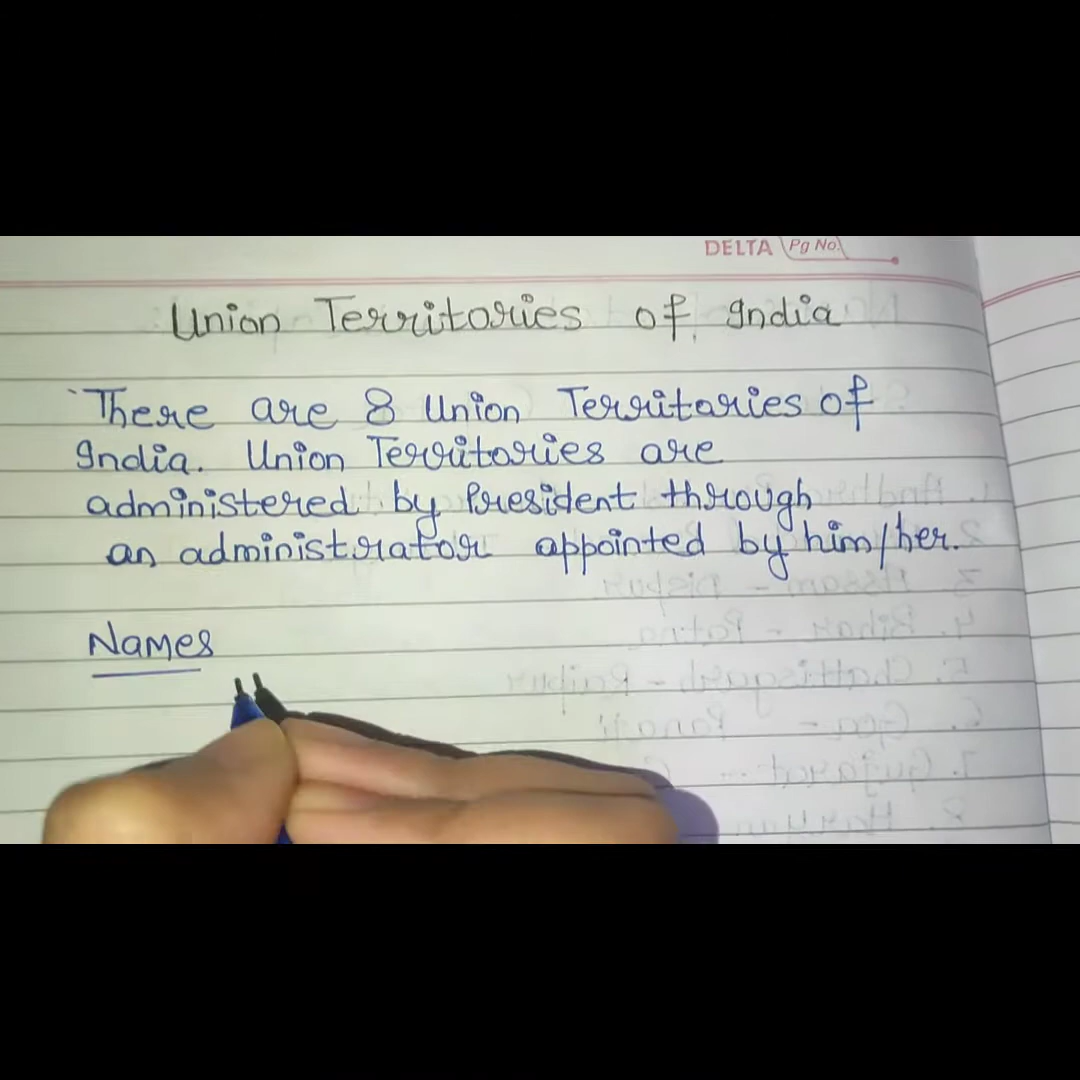 DELTA Pg No.
Union Territories of India
There are 8 Union Territories of
India. Union Territories are
administered by President through
an administrator appointed by him/her.
Names